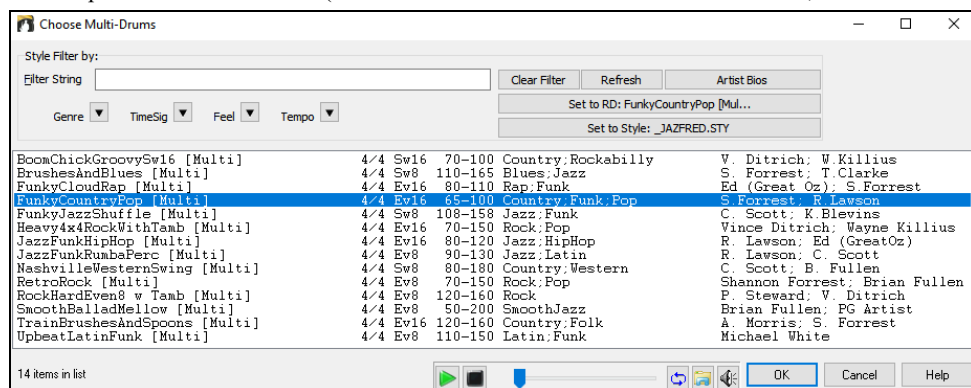 Choose Multi-Drums
Style Filter by:
Filter String
Clear Filter Refresh Artist Bios
Set to RD: FunkyCountryPop [Mul...
Genre TimeSig Feel Tempo
Set to Style: _JAZFRED.STY
BoomChickGroovySw16 [Multi] 4/4 Sw16 70-100 Country;Rockabilly V. Ditrich; W.Killius
BrushesAndBlues [Multi] 4/4 Sw8 110-165 Blues;Jazz S. Forrest; T.Clarke
FunkyCloudRap [Multi] 4/4 Ev16 80-110 Rap;Funk Ed (Great Oz); S.Forrest
FunkyCountryPop [Multi] 4/4 Ev16 65-100 Country;Funk;Pop S.Forrest; R.Lawson
FunkyJazzShuffle [Multi] 4/4 Sw8 108-158 Jazz;Funk C. Scott; K.Blevins
Heavy4x4RockWithTamb [Multi] 4/4 Ev16 70-150 Rock;Pop Vince Ditrich; Wayne Killius
JazzFunkHipHop [Multi] 4/4 Ev16 80-120 Jazz;HipHop R. Lawson; Ed (GreatOz)
JazzFunkRumbaPerc [Multi] 4/4 Ev8 90-130 Jazz;Latin R. Lawson; C. Scott
NashvilleWesternSwing [Multi] 4/4 Sw8 80-180 Country;Western C. Scott; B. Fullen
RetroRock [Multi] 4/4 Ev8 70-150 Rock;Pop Shannon Forrest; Brian Fullen
RockHardEven8 w Tamb [Multi] 4/4 Ev8 120-160 Rock P. Steward; V. Ditrich
SmoothBalladMellow [Multi] 4/4 Ev8 50-200 SmoothJazz Brian Fullen; PG Artist
TrainBrushesAndSpoons [Multi] 4/4 Ev16 120-160 Country;Folk A. Morris; S. Forrest
UpbeatLatinFunk [Multi] 4/4 Ev8 110-150 Latin;Funk Michael White
14 items in list OK Cancel Help